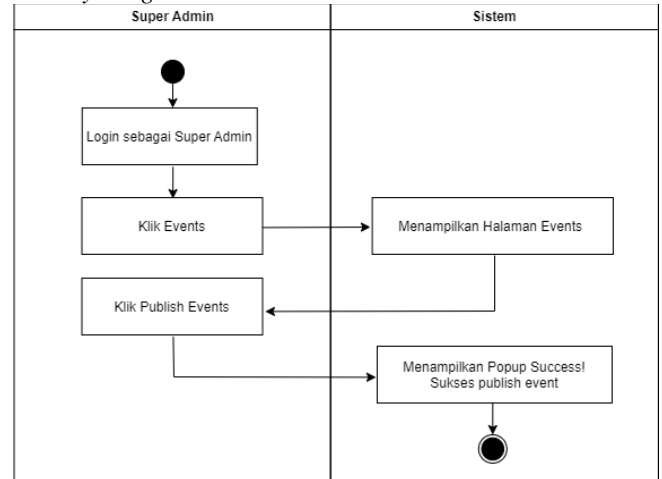 Super Admin
Sistem
Login sebagai Super Admin
Klik Events
Menampilkan Halaman Events
Klik Publish Events
Menampilkan Popup Success!
Sukses publish event